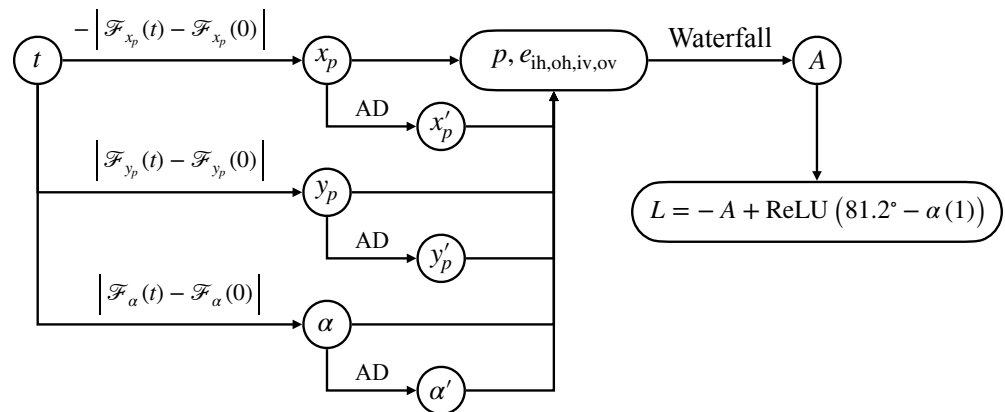 − |ℱ_{x_p}(t) − ℱ_{x_p}(0)|
t
x_p
p, e_{ih,oh,iv,ov}
Waterfall
A
AD
x′_p
|ℱ_{y_p}(t) − ℱ_{y_p}(0)|
y_p
L = − A + ReLU (81.2° − α (1))
AD
y′_p
|ℱ_α(t) − ℱ_α(0)|
α
AD
α′